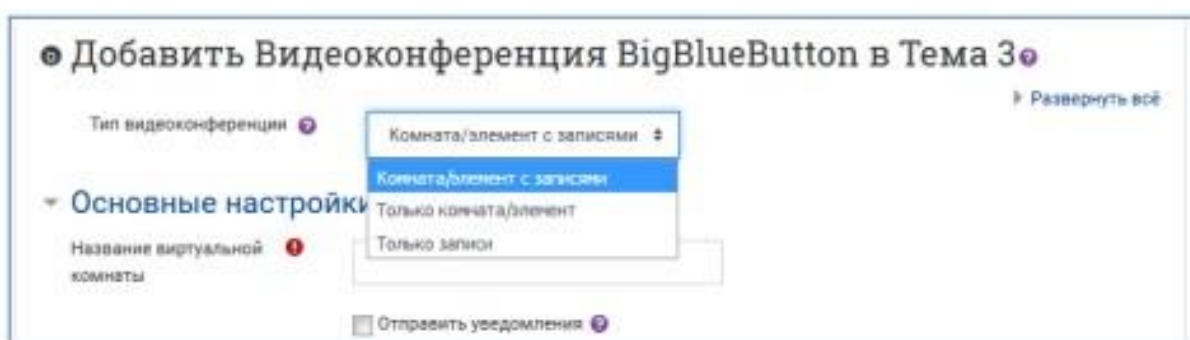 Добавить Видеоконференция BigBlueButton в Тема 3
Развернуть всё
Тип видеоконференции
Комната/элемент с записями
Комната/элемент с записями
Основные настройки
Только комната/элемент
Название виртуальной
комнаты
Только записи
Отправить уведомления